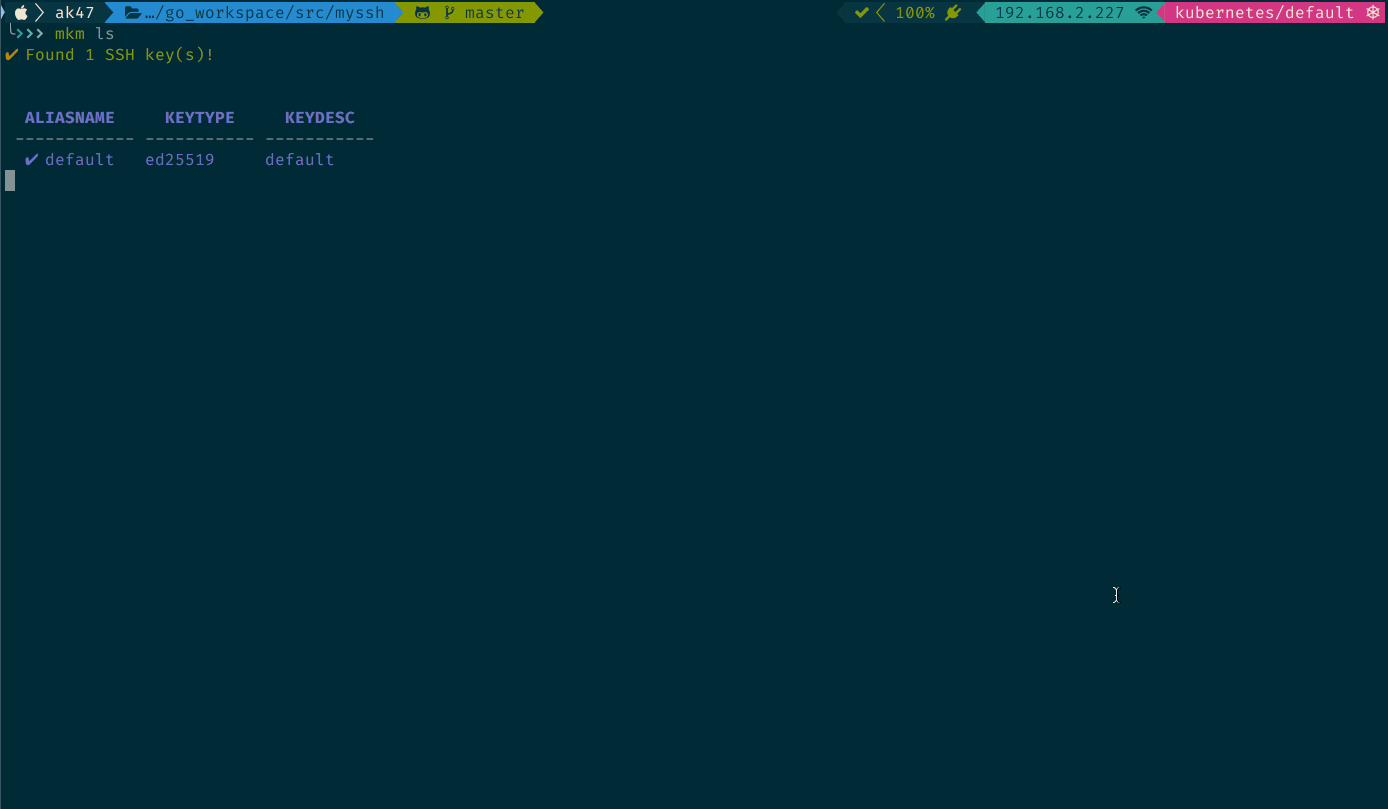 ak47 …/go_workspace/src/myssh master 100% 192.168.2.227 kubernetes/default
╰>>> mkm ls
✔ Found 1 SSH key(s)!
ALIASNAME KEYTYPE KEYDESC
------------ ----------- -----------
✔ default ed25519 default